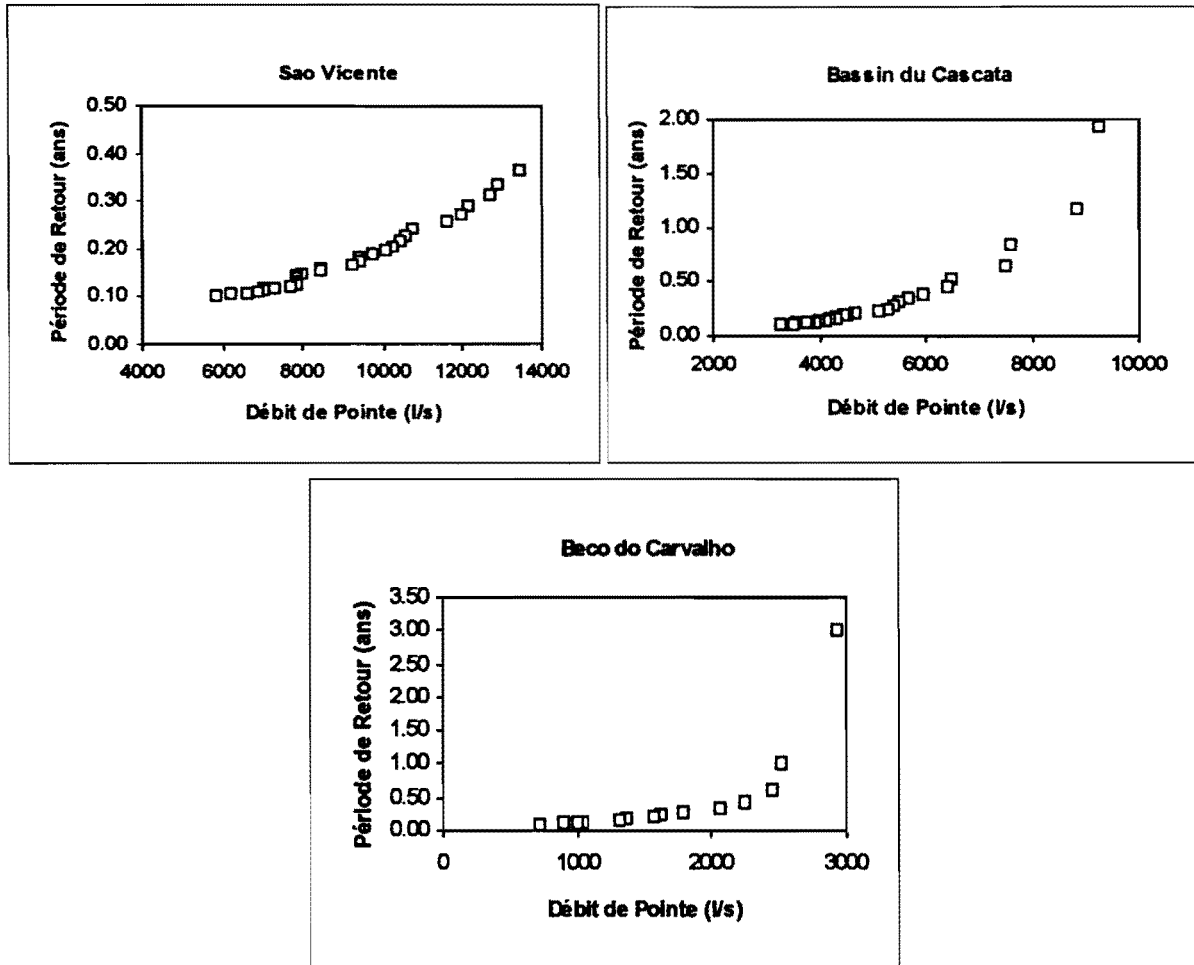 Sao Vicente
Période de Retour (ans)
0.50
0.40
0.30
0.20
0.10
0.00
4000 6000 8000 10000 12000 14000
Débit de Pointe (l/s)
Bassin du Cascata
Période de Retour (ans)
2.00
1.50
1.00
0.50
0.00
2000 4000 6000 8000 10000
Débit de Pointe (l/s)
Beco do Carvalho
Période de Retour (ans)
3.50
3.00
2.50
2.00
1.50
1.00
0.50
0.00
0 1000 2000 3000
Débit de Pointe (l/s)